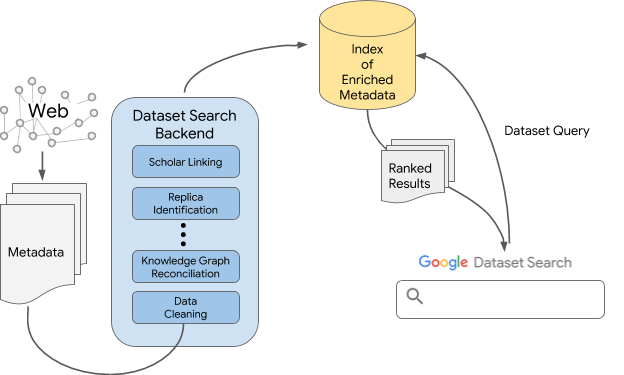 Web
Metadata
Dataset Search
Backend
Scholar Linking
Replica
Identification
Knowledge Graph
Reconciliation
Data
Cleaning
Index
of
Enriched
Metadata
Ranked
Results
Dataset Query
Google Dataset Search